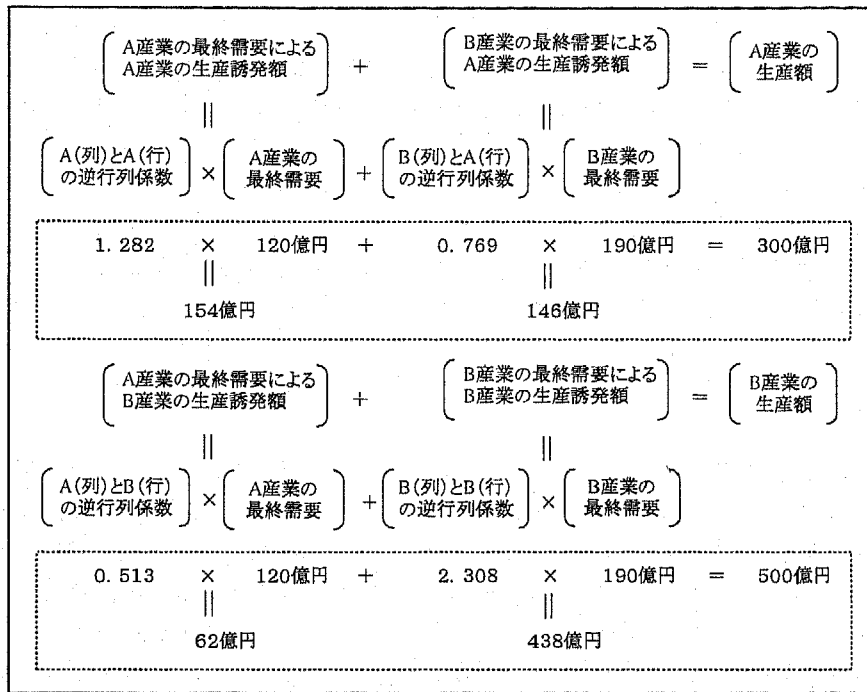 A産業の最終需要による B産業の最終需要による A産業の
A産業の生産誘発額 + A産業の生産誘発額 = 生産額
|| ||
A(列)とA(行) A産業の B(列)とA(行) B産業の
の逆行列係数 × 最終需要 + の逆行列係数 × 最終需要
1.282 × 120億円 + 0.769 × 190億円 = 300億円
|| ||
154億円 146億円
A産業の最終需要による B産業の最終需要による B産業の
B産業の生産誘発額 + B産業の生産誘発額 = 生産額
|| ||
A(列)とB(行) A産業の B(列)とB(行) B産業の
の逆行列係数 × 最終需要 + の逆行列係数 × 最終需要
0.513 × 120億円 + 2.308 × 190億円 = 500億円
|| ||
62億円 438億円